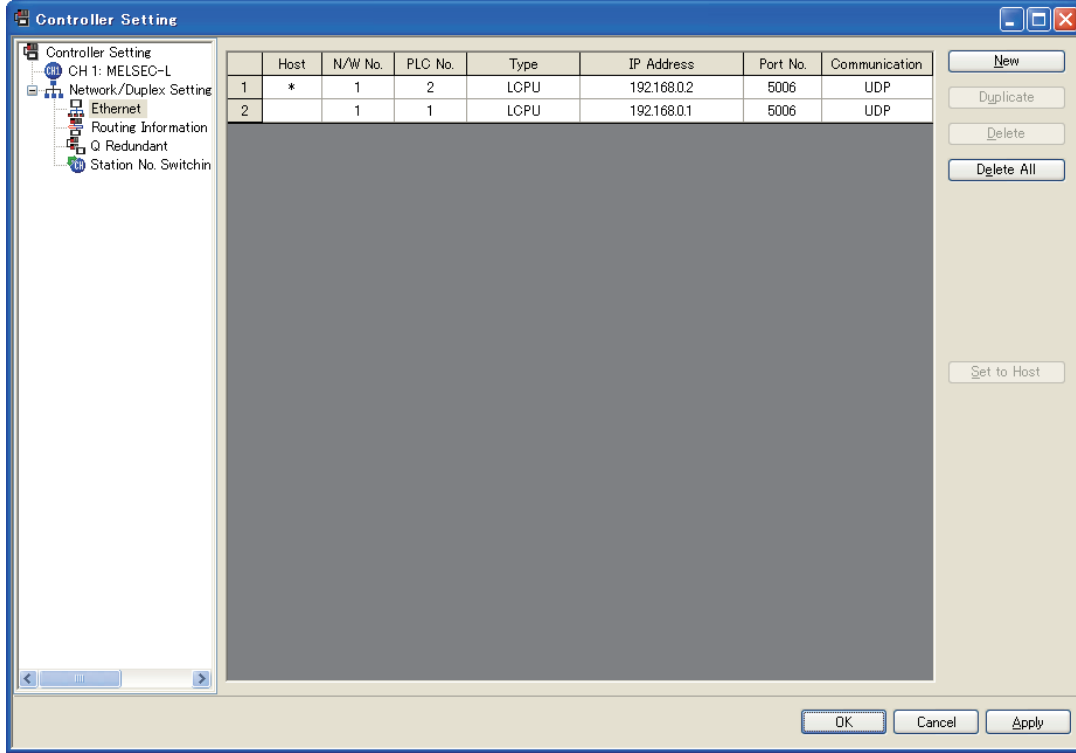 Controller Setting
Controller Setting
CH 1: MELSEC-L
Network/Duplex Setting
Ethernet
Routing Information
Q Redundant
Station No. Switchin
Host N/W No. PLC No. Type IP Address Port No. Communication
1 * 1 2 LCPU 192.168.0.2 5006 UDP
2 1 1 LCPU 192.168.0.1 5006 UDP
New
Duplicate
Delete
Delete All
Set to Host
OK Cancel Apply